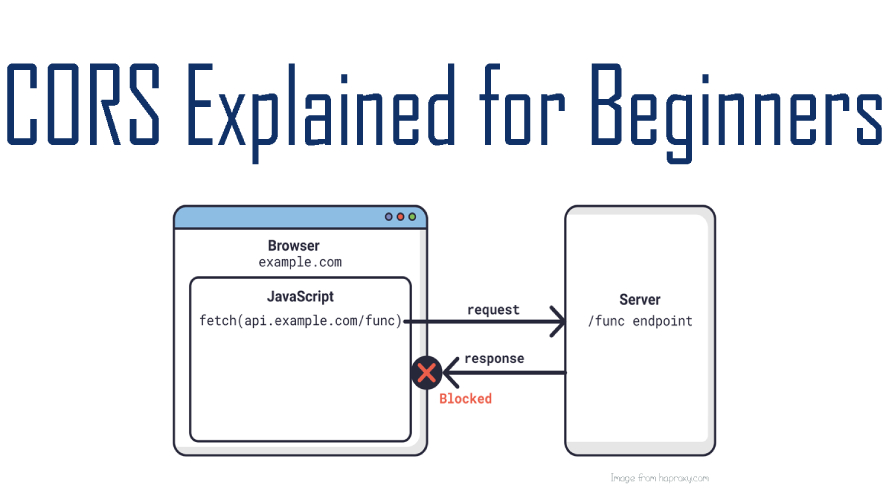 CORS Explained for Beginners
Browser
example.com
JavaScript
fetch(api.example.com/func)
request
response
Blocked
Server
/func endpoint
Image from haproxy.com